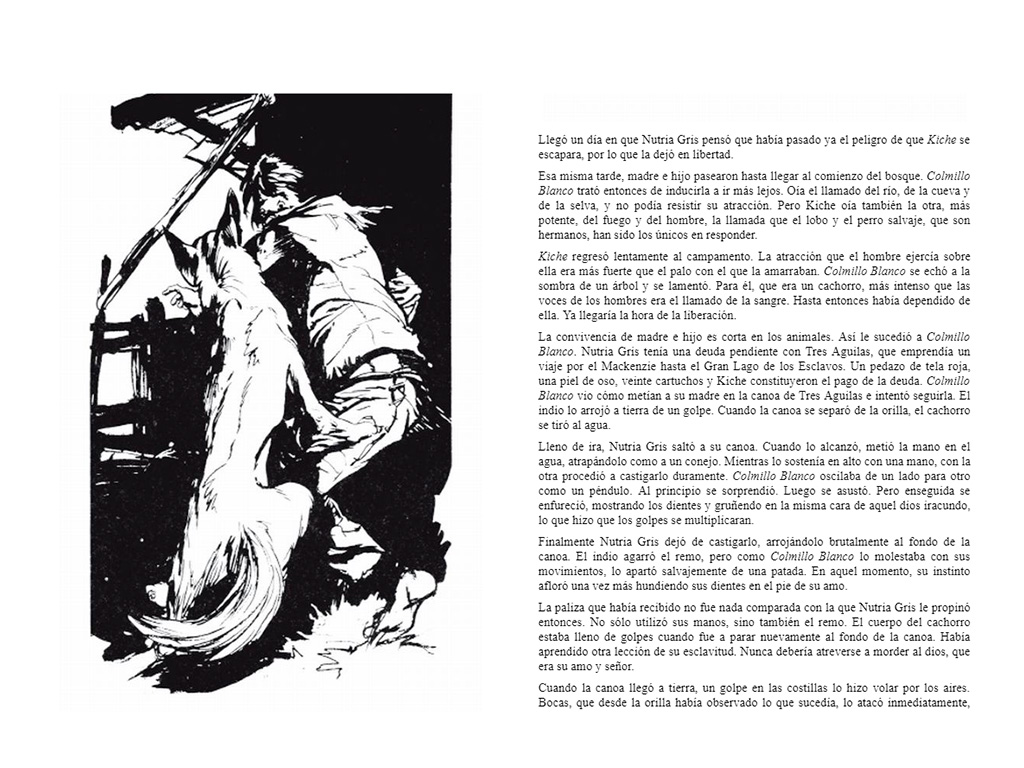 Llegó un día en que Nutria Gris pensó que había pasado ya el peligro de que Kiche se
escapara, por lo que la dejó en libertad.
Esa misma tarde, madre e hijo pasearon hasta llegar al comienzo del bosque. Colmillo
Blanco trató entonces de inducirla a ir más lejos. Oía el llamado del río, de la cueva y
de la selva, y no podía resistir su atracción. Pero Kiche oía también la otra, más
potente, del fuego y del hombre, la llamada que el lobo y el perro salvaje, que son
hermanos, han sido los únicos en responder.
Kiche regresó lentamente al campamento. La atracción que el hombre ejercía sobre
ella era más fuerte que el palo con el que la amarraban. Colmillo Blanco se echó a la
sombra de un árbol y se lamentó. Para él, que era un cachorro, más intenso que las
voces de los hombres era el llamado de la sangre. Hasta entonces había dependido de
ella. Ya llegaría la hora de la liberación.
La convivencia de madre e hijo es corta en los animales. Así le sucedió a Colmillo
Blanco. Nutria Gris tenía una deuda pendiente con Tres Aguilas, que emprendía un
viaje por el Mackenzie hasta el Gran Lago de los Esclavos. Un pedazo de tela roja,
una piel de oso, veinte cartuchos y Kiche constituyeron el pago de la deuda. Colmillo
Blanco vio cómo metían a su madre en la canoa de Tres Aguilas e intentó seguirla. El
indio lo arrojó a tierra de un golpe. Cuando la canoa se separó de la orilla, el cachorro
se tiró al agua.
Lleno de ira, Nutria Gris saltó a su canoa. Cuando lo alcanzó, metió la mano en el
agua, atrapándolo como a un conejo. Mientras lo sostenía en alto con una mano, con la
otra procedió a castigarlo duramente. Colmillo Blanco oscilaba de un lado para otro
como un péndulo. Al principio se sorprendió. Luego se asustó. Pero enseguida se
enfureció, mostrando los dientes y gruñendo en la misma cara de aquel dios iracundo,
lo que hizo que los golpes se multiplicaran.
Finalmente Nutria Gris dejó de castigarlo, arrojándolo brutalmente al fondo de la
canoa. El indio agarró el remo, pero como Colmillo Blanco lo molestaba con sus
movimientos, lo apartó salvajemente de una patada. En aquel momento, su instinto
afloró una vez más hundiendo sus dientes en el pie de su amo.
La paliza que había recibido no fue nada comparada con la que Nutria Gris le propinó
entonces. No sólo utilizó sus manos, sino también el remo. El cuerpo del cachorro
estaba lleno de golpes cuando fue a parar nuevamente al fondo de la canoa. Había
aprendido otra lección de su esclavitud. Nunca debería atreverse a morder al dios, que
era su amo y señor.
Cuando la canoa llegó a tierra, un golpe en las costillas lo hizo volar por los aires.
Bocas, que desde la orilla había observado lo que sucedía, lo atacó inmediatamente,